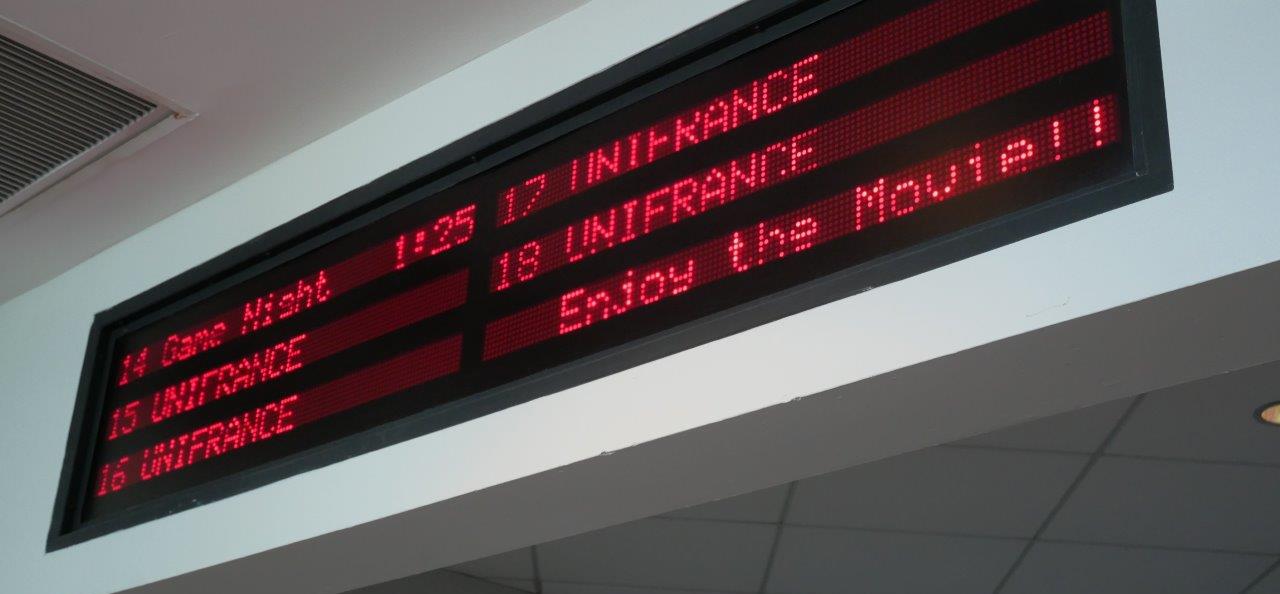 14 Game Night 1:25
15 UNIFRANCE
16 UNIFRANCE
17 UNIFRANCE
18 UNIFRANCE
Enjoy the Movie!!